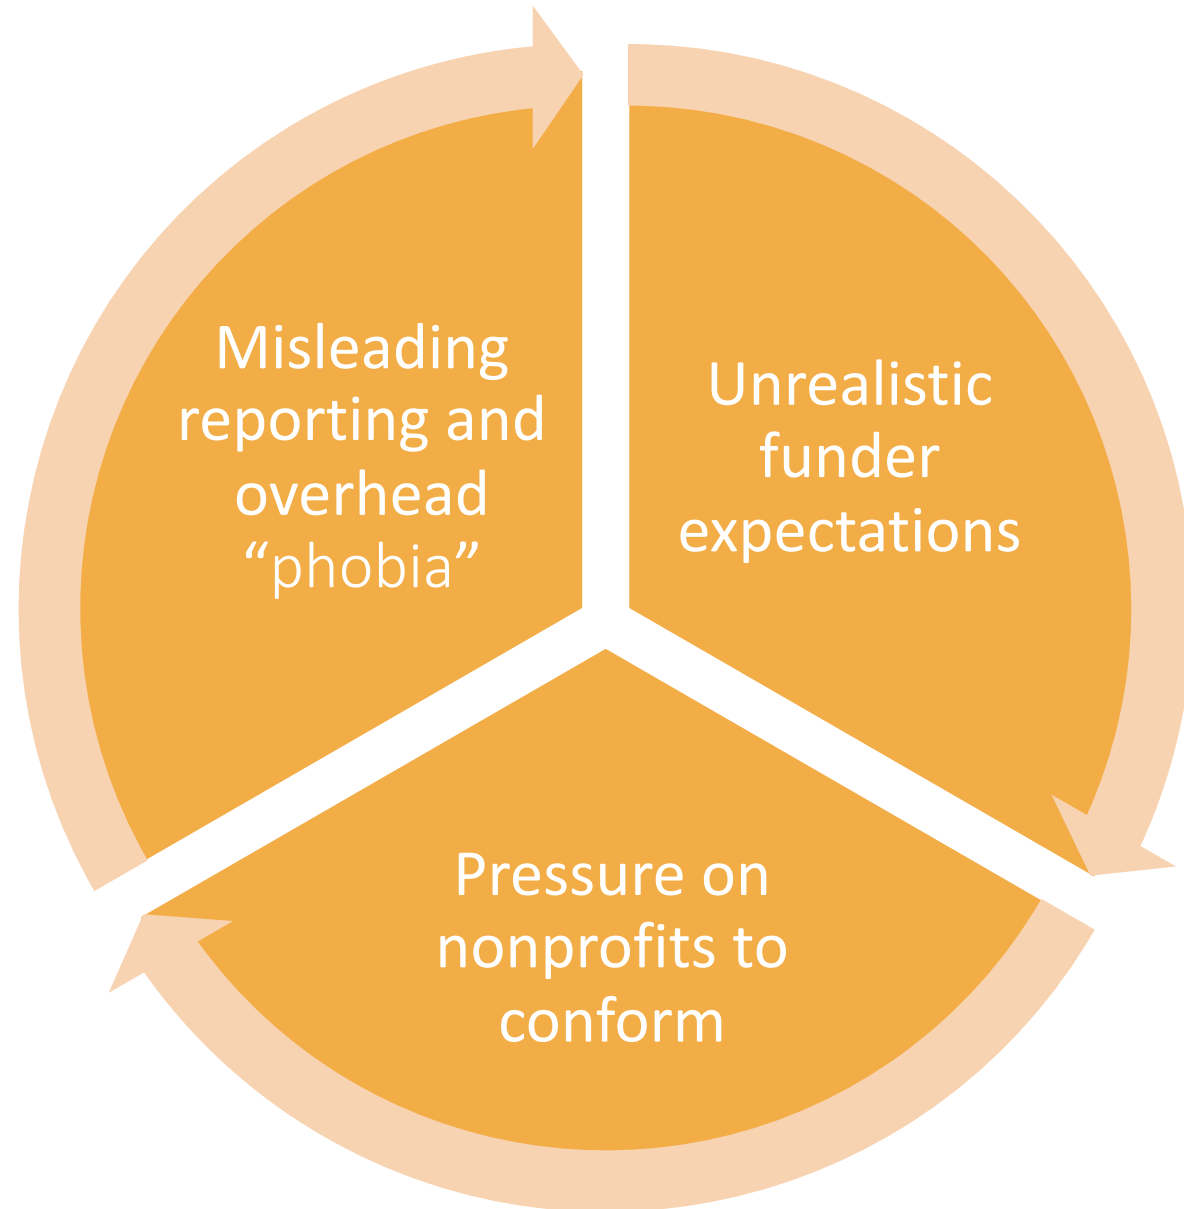 Misleading
reporting and
overhead
“phobia”
Unrealistic
funder
expectations
Pressure on
nonprofits to
conform